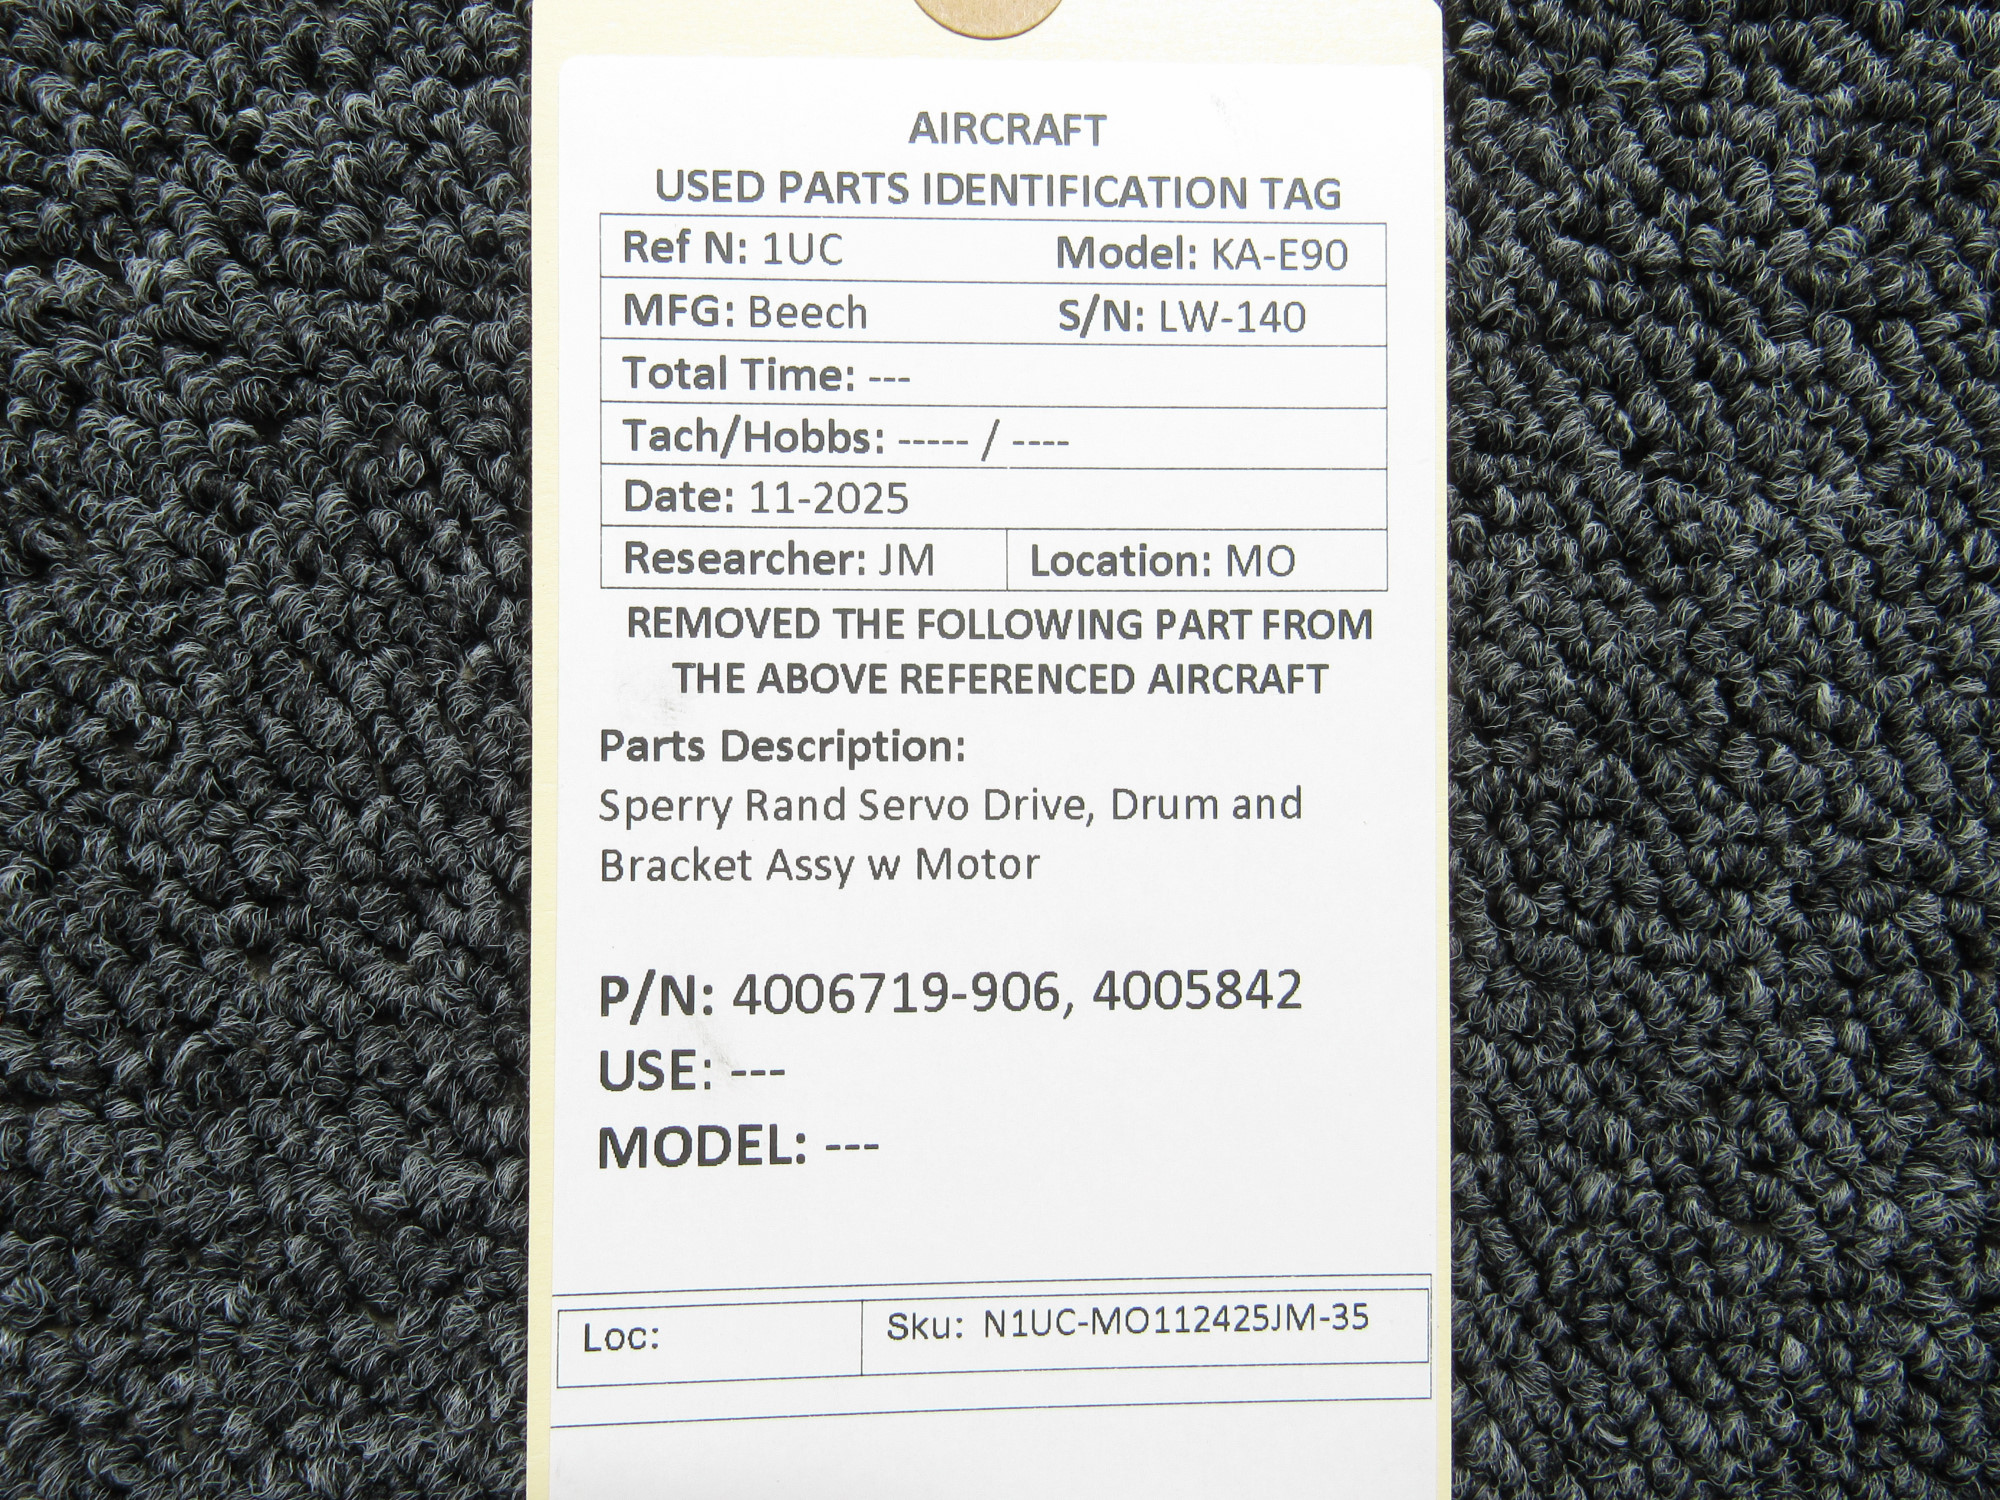 AIRCRAFT
USED PARTS IDENTIFICATION TAG
Ref N: 1UC Model: KA-E90
MFG: Beech S/N: LW-140
Total Time: ---
Tach/Hobbs: ----- / ----
Date: 11-2025
Researcher: JM Location: MO
REMOVED THE FOLLOWING PART FROM
THE ABOVE REFERENCED AIRCRAFT
Parts Description:
Sperry Rand Servo Drive, Drum and
Bracket Assy w Motor
P/N: 4006719-906, 4005842
USE: ---
MODEL: ---
Loc: Sku: N1UC-MO112425JM-35